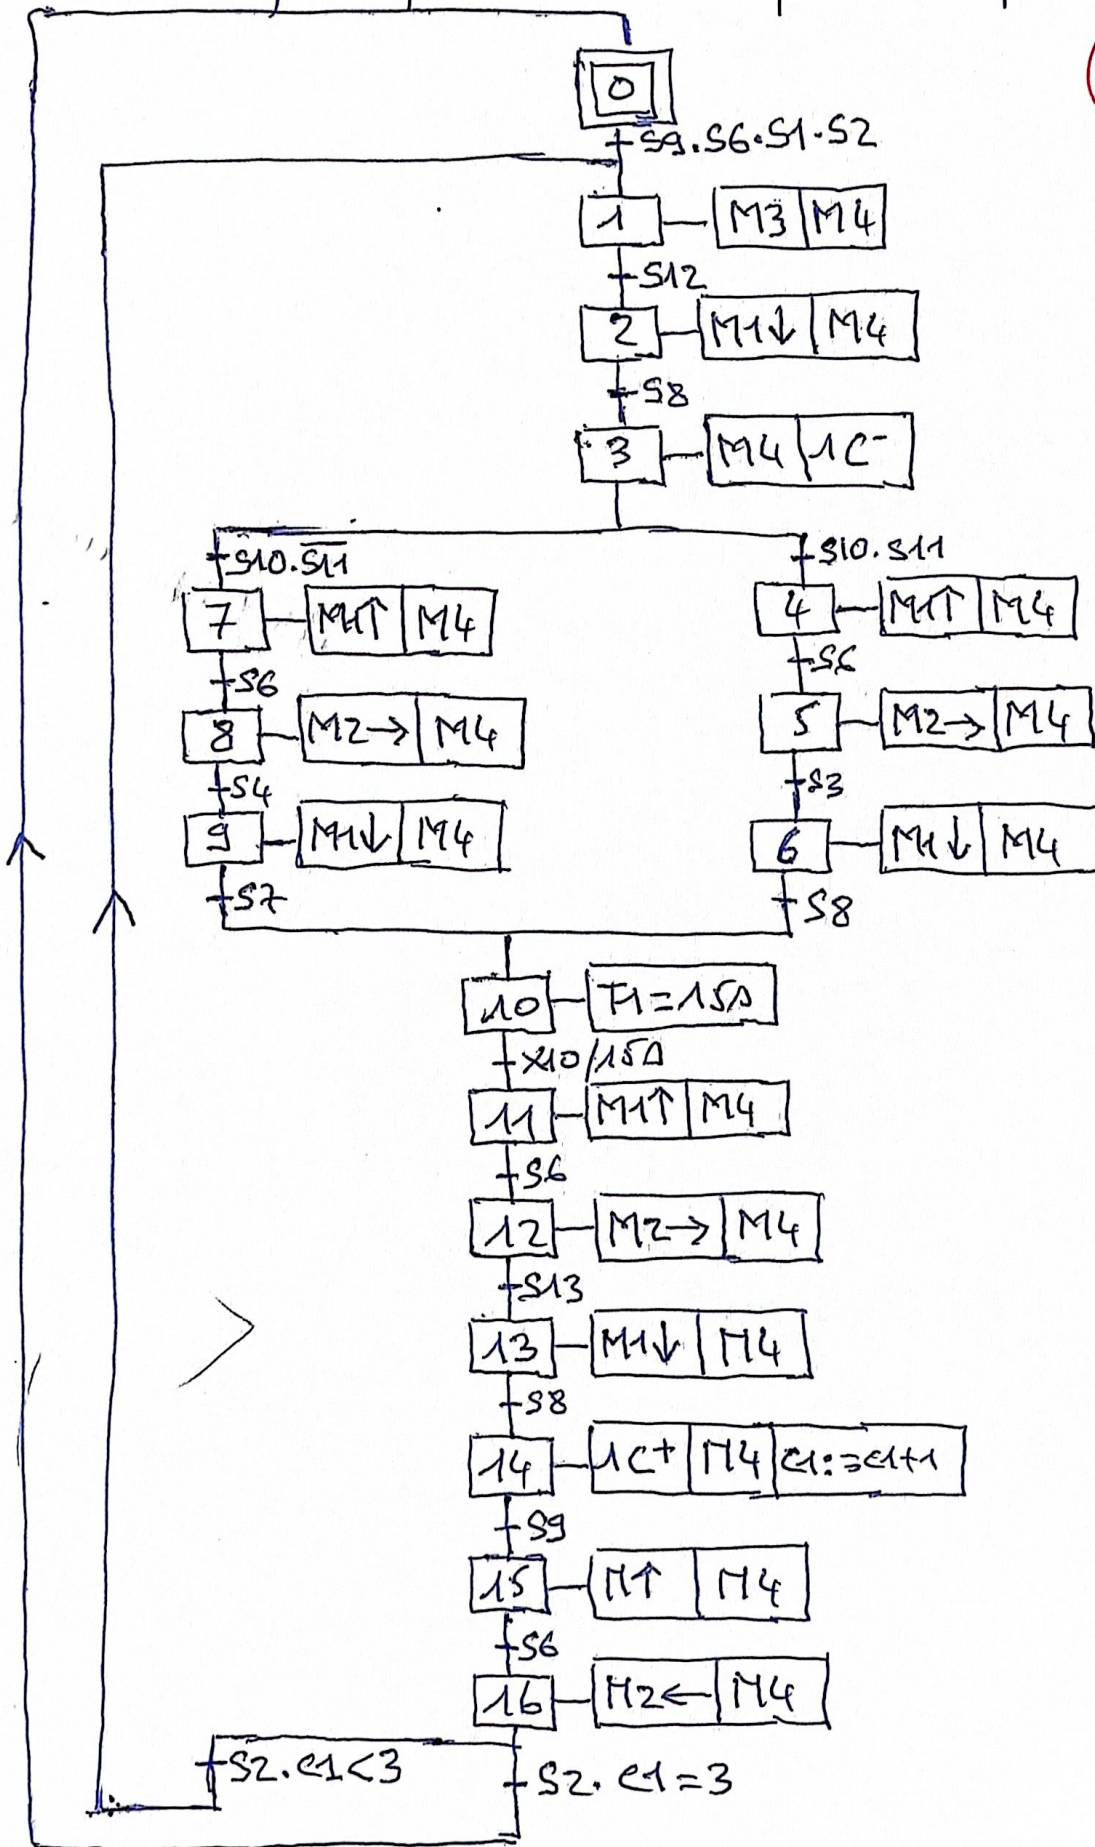 0
S9.S6.S1.S2
1 M3 M4
S12
2 M1↓ M4
S8
3 M4 1C-
S10.S̅1̅1̅ S10.S11
7 M1↑ M4 4 M1↑ M4
S6 S6
8 M2→ M4 5 M2→ M4
S4 S3
9 M1↓ M4 6 M1↓ M4
S7 S8
10 T1=15s
X10/15s
11 M1↑ M4
S6
12 M2→ M4
S13
13 M1↓ M4
S8
14 1C+ M4 C1:=C1+1
S9
15 M↑ M4
S6
16 M2← M4
S2.C1<3 S2.C1=3